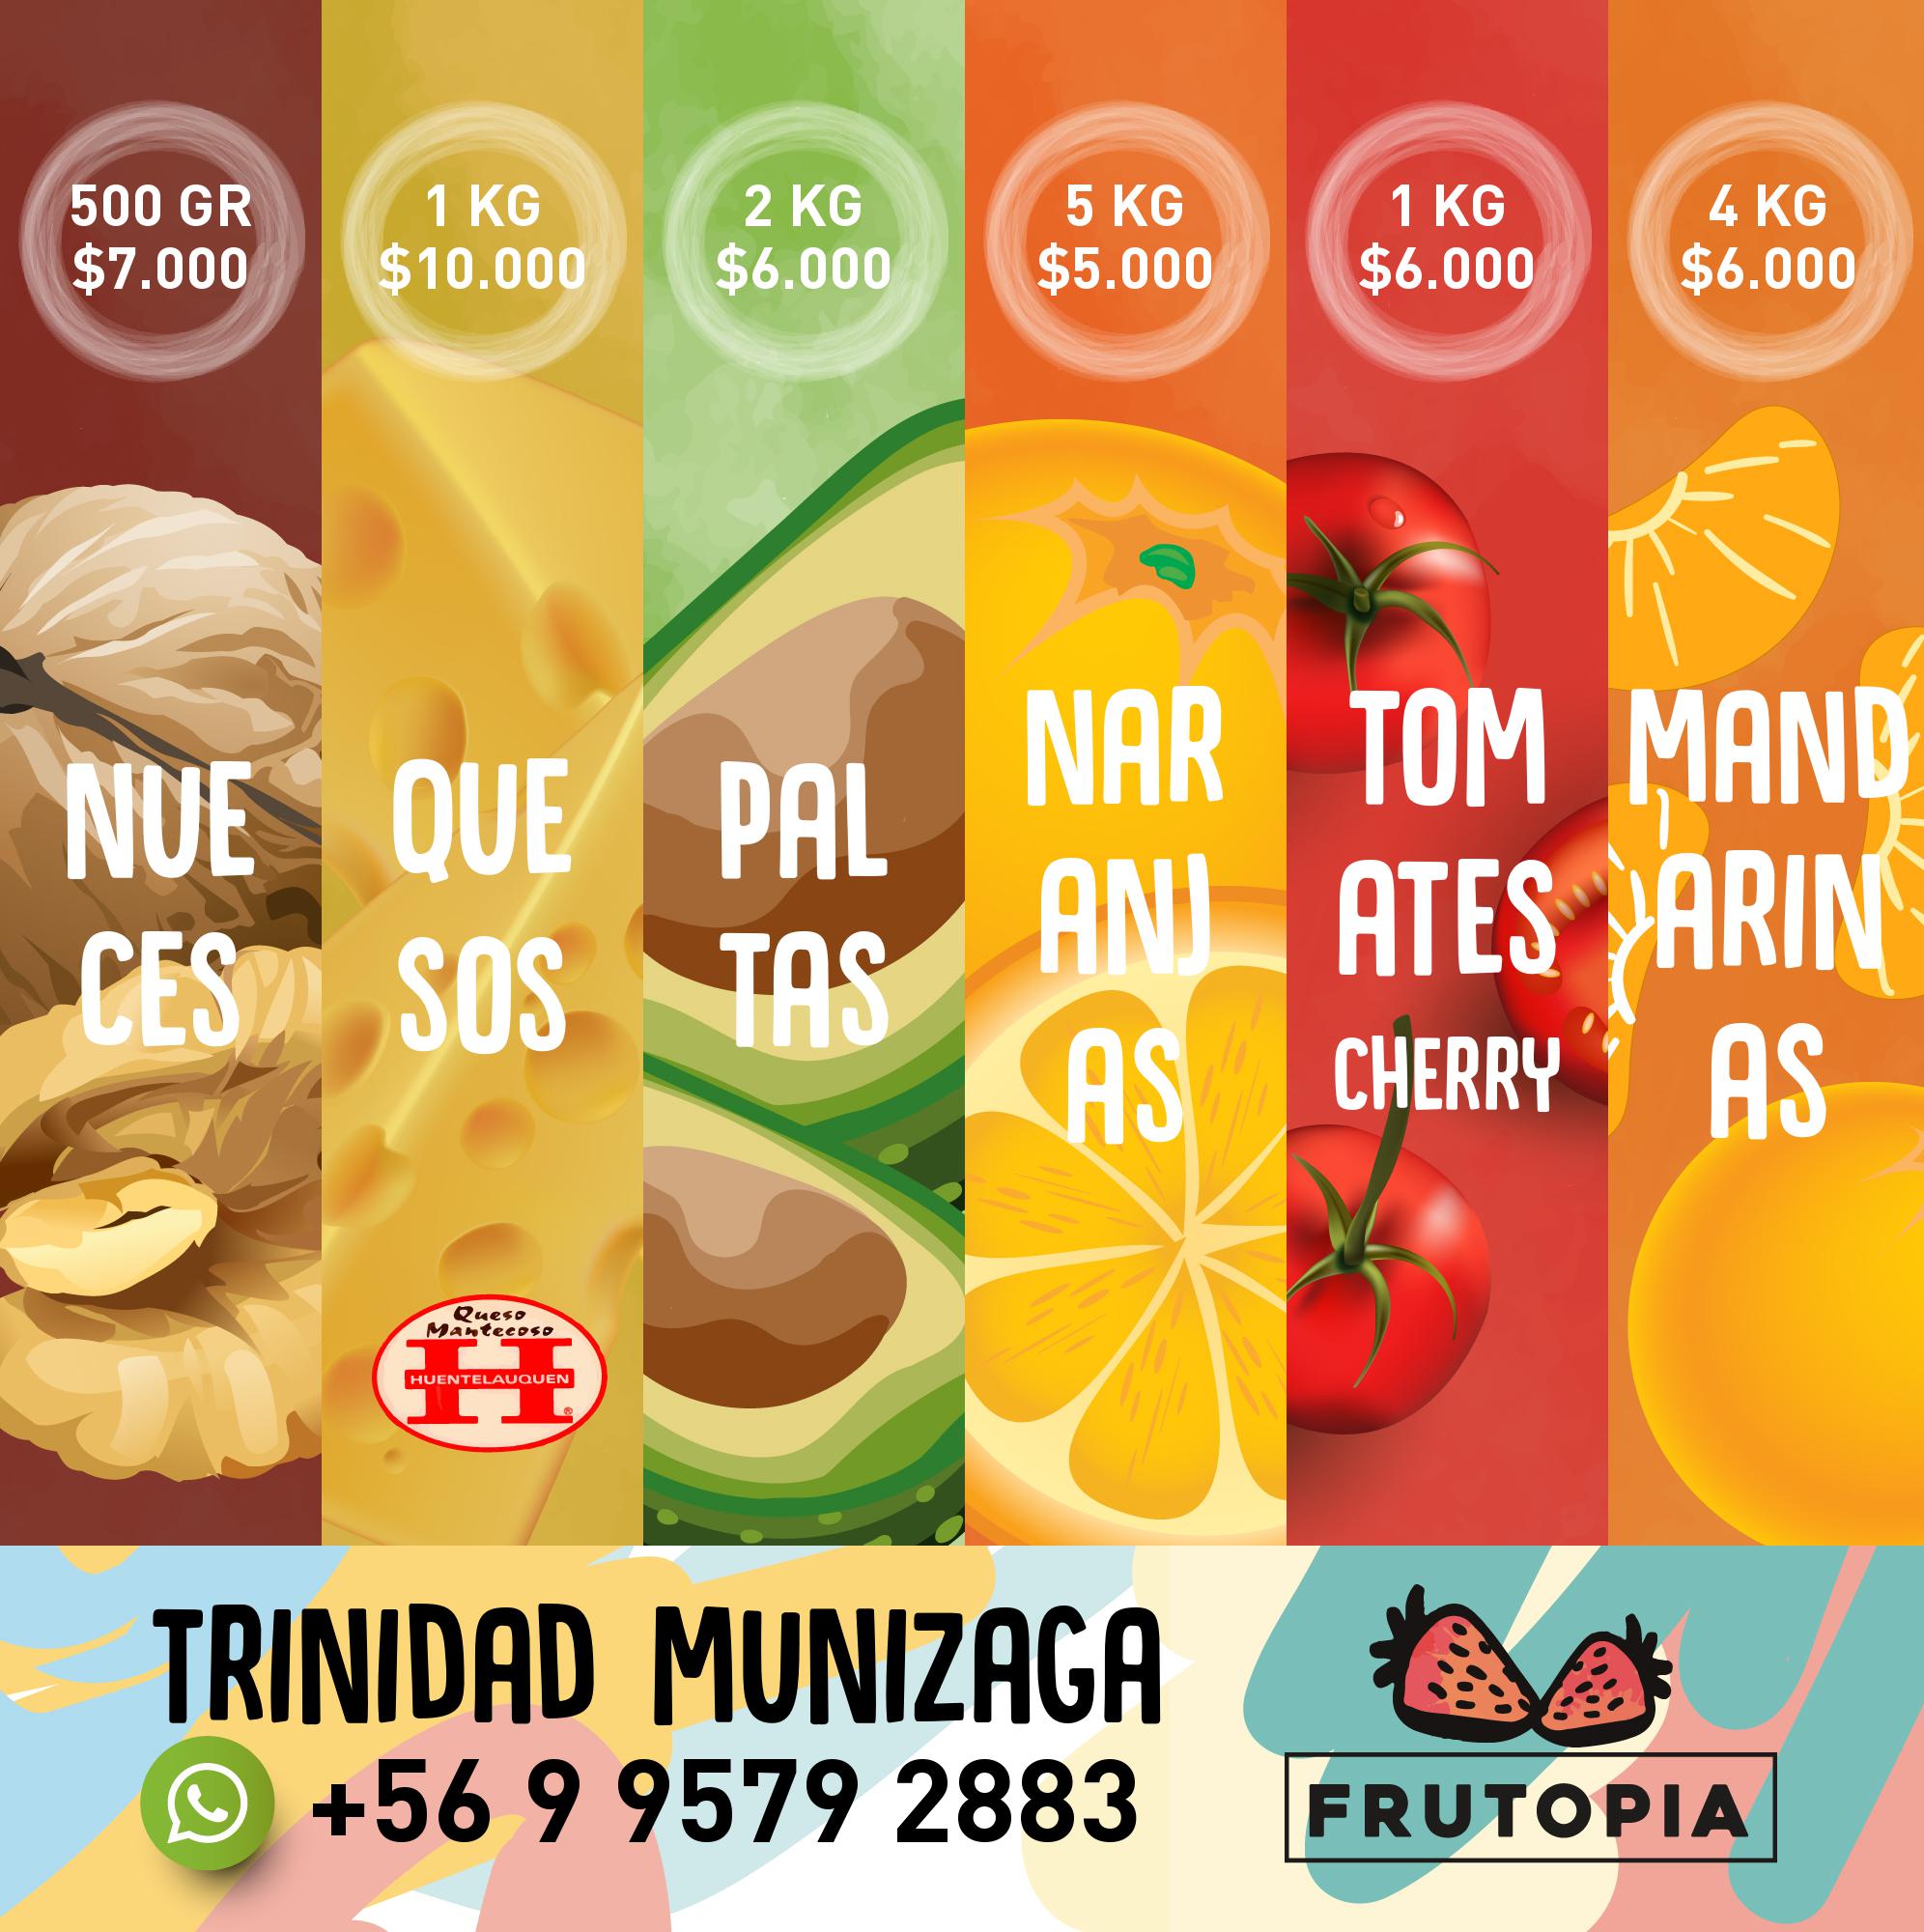 500 GR
$7.000
NUE
CES
1 KG
$10.000
QUE
SOS
Queso
Mantecoso
H
HUENTELAUQUEN
®
2 KG
$6.000
PAL
TAS
5 KG
$5.000
NAR
ANJ
AS
1 KG
$6.000
TOM
ATES
CHERRY
4 KG
$6.000
MAND
ARIN
AS
TRINIDAD MUNIZAGA
+56 9 9579 2883
FRUTOPIA